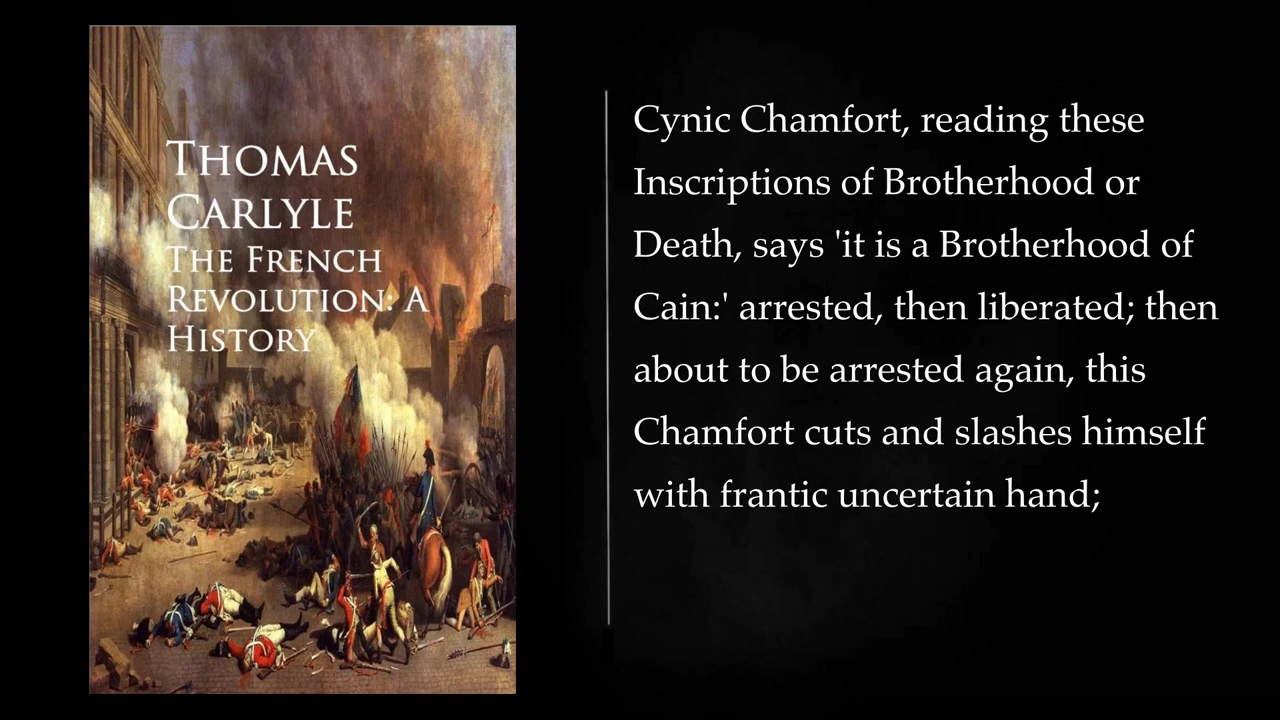 THOMAS
CARLYLE
THE FRENCH
REVOLUTION: A
HISTORY
Cynic Chamfort, reading these
Inscriptions of Brotherhood or
Death, says 'it is a Brotherhood of
Cain:' arrested, then liberated; then
about to be arrested again, this
Chamfort cuts and slashes himself
with frantic uncertain hand;